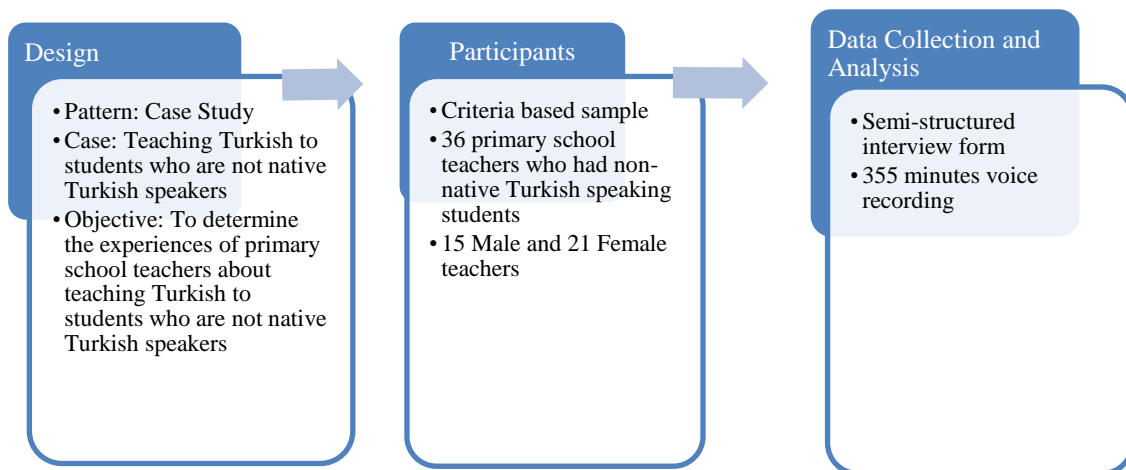 Design
• Pattern: Case Study
• Case: Teaching Turkish to
students who are not native
Turkish speakers
• Objective: To determine
the experiences of primary
school teachers about
teaching Turkish to
students who are not native
Turkish speakers
Participants
• Criteria based sample
• 36 primary school
teachers who had non-
native Turkish speaking
students
• 15 Male and 21 Female
teachers
Data Collection and
Analysis
• Semi-structured
interview form
• 355 minutes voice
recording